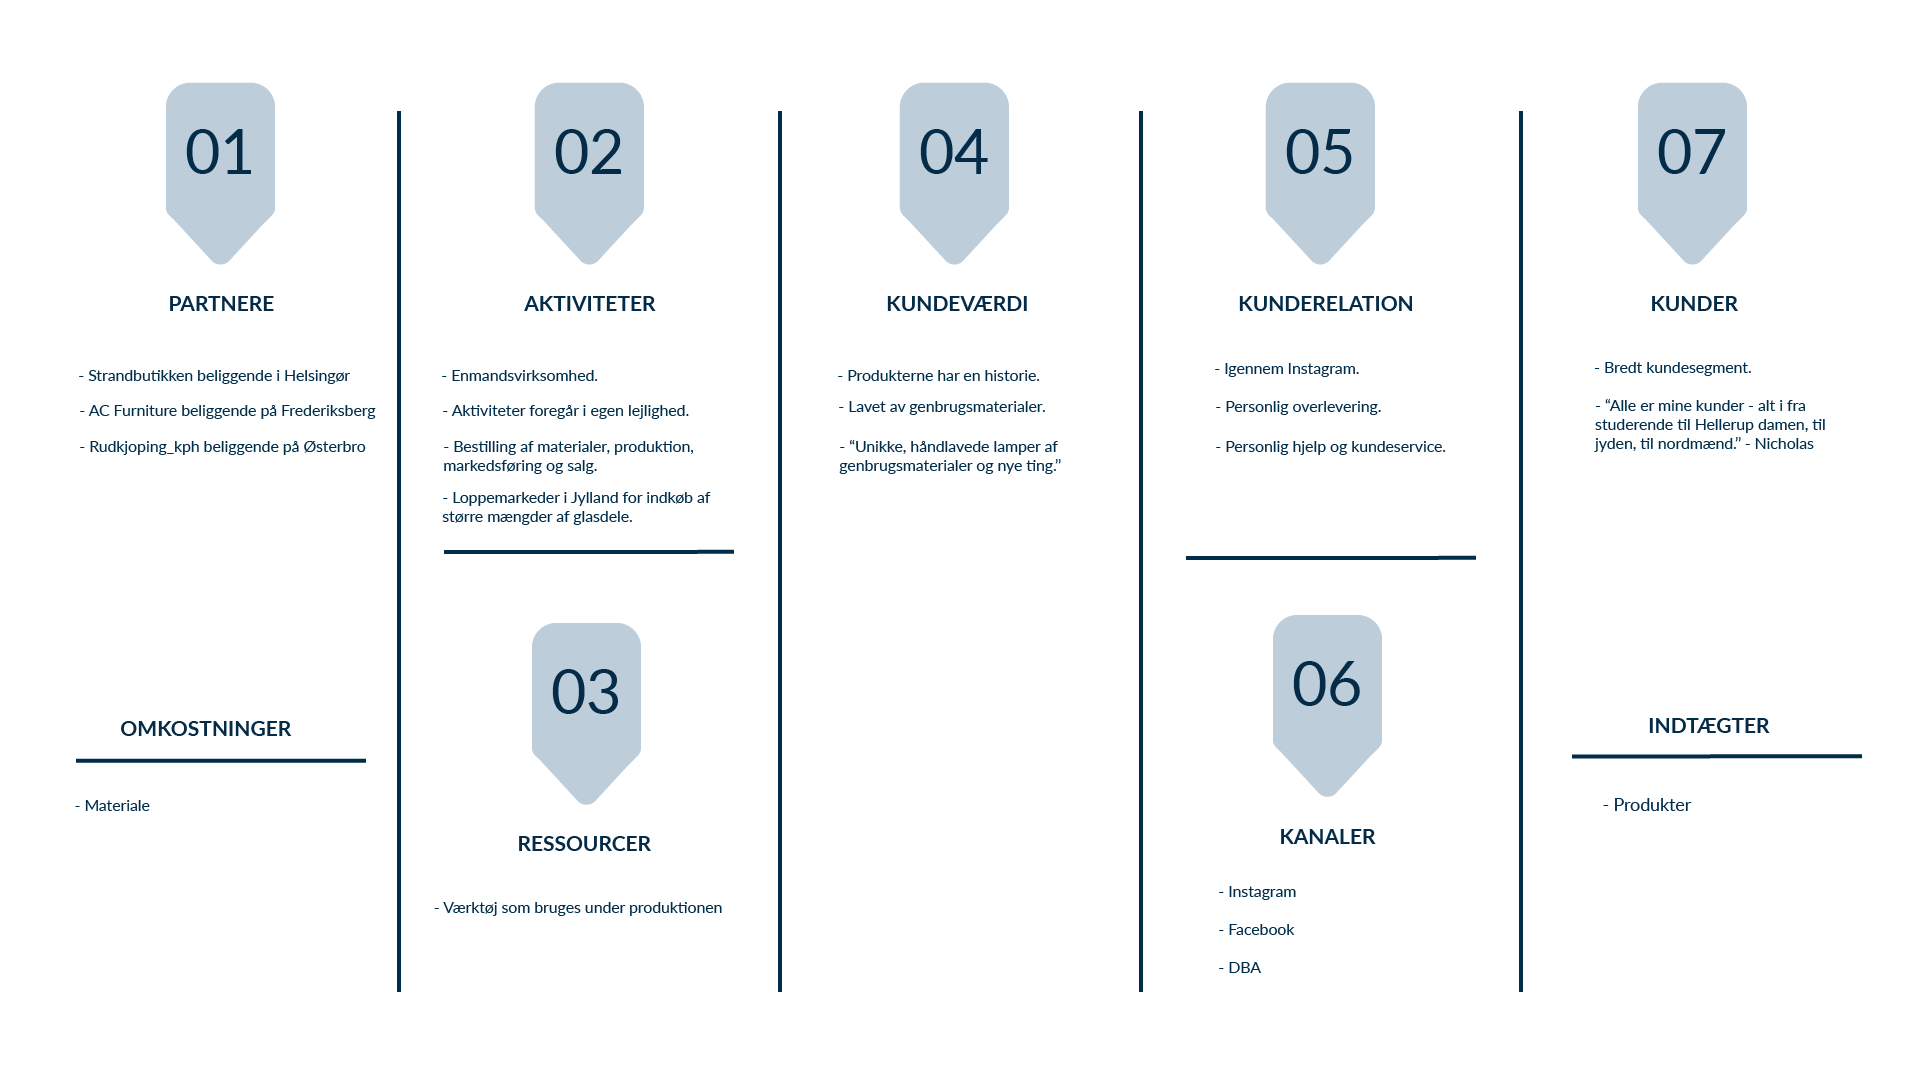 01
PARTNERE
- Strandbutikken beliggende i Helsingør
- AC Furniture beliggende på Frederiksberg
- Rudkjoping_kph beliggende på Østerbro
OMKOSTNINGER
- Materiale
02
AKTIVITETER
- Enmandsvirksomhed.
- Aktiviteter foregår i egen lejlighed.
- Bestilling af materialer, produktion,
markedsføring og salg.
- Loppemarkeder i Jylland for indkøb af
større mængder af glasdele.
03
RESSOURCER
- Værktøj som bruges under produktionen
04
KUNDEVÆRDI
- Produkterne har en historie.
- Lavet av genbrugsmaterialer.
- “Unikke, håndlavede lamper af
genbrugsmaterialer og nye ting.”
05
KUNDERELATION
- Igennem Instagram.
- Personlig overlevering.
- Personlig hjelp og kundeservice.
06
KANALER
- Instagram
- Facebook
- DBA
07
KUNDER
- Bredt kundesegment.
- “Alle er mine kunder - alt i fra
studerende til Hellerup damen, til
jyden, til nordmænd.” - Nicholas
INDTÆGTER
- Produkter